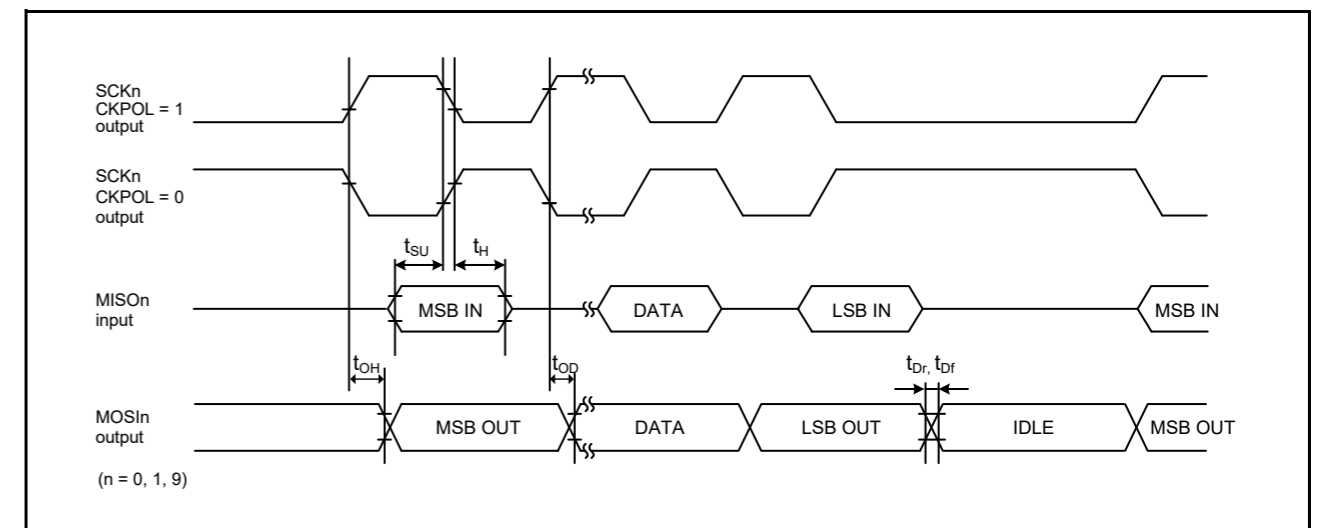 SCKn
CKPOL = 1
output
SCKn
CKPOL = 0
output
tSU
tH
MISOn
input
MSB IN
DATA
LSB IN
MSB IN
tOH
tOD
tDr, tDf
MOSIn
output
MSB OUT
DATA
LSB OUT
IDLE
MSB OUT
(n = 0, 1, 9)